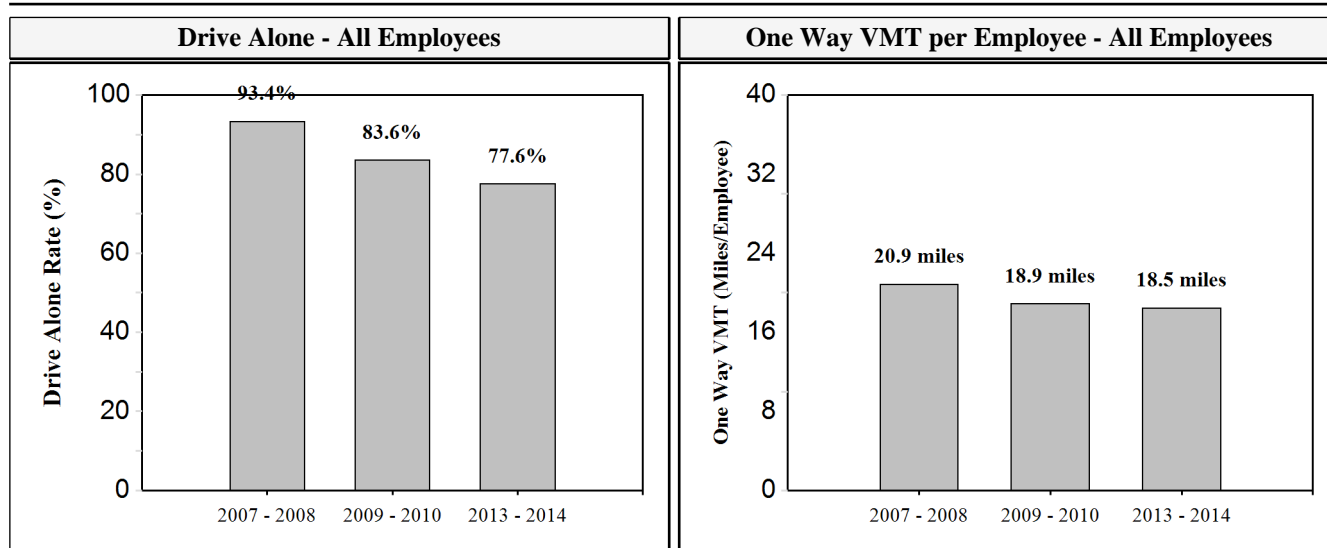 Drive Alone - All Employees
One Way VMT per Employee - All Employees
Drive Alone Rate (%)
100
80
60
40
20
0
93.4%
83.6%
77.6%
2007 - 2008
2009 - 2010
2013 - 2014
One Way VMT (Miles/Employee)
40
32
24
16
8
0
20.9 miles
18.9 miles
18.5 miles
2007 - 2008
2009 - 2010
2013 - 2014